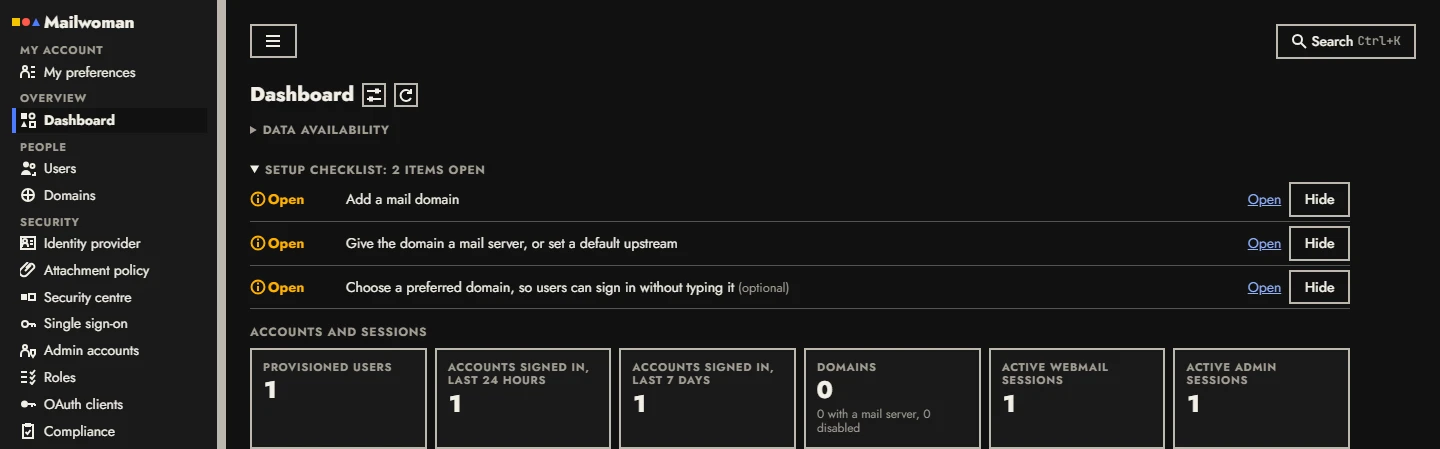 Mailwoman
MY ACCOUNT
My preferences
OVERVIEW
Dashboard
PEOPLE
Users
Domains
SECURITY
Identity provider
Attachment policy
Security centre
Single sign-on
Admin accounts
Roles
OAuth clients
Compliance
Search Ctrl+K
Dashboard
DATA AVAILABILITY
SETUP CHECKLIST: 2 ITEMS OPEN
Open Add a mail domain Open Hide
Open Give the domain a mail server, or set a default upstream Open Hide
Open Choose a preferred domain, so users can sign in without typing it (optional) Open Hide
ACCOUNTS AND SESSIONS
PROVISIONED USERS
1
ACCOUNTS SIGNED IN,
LAST 24 HOURS
1
ACCOUNTS SIGNED IN,
LAST 7 DAYS
1
DOMAINS
0
0 with a mail server, 0
disabled
ACTIVE WEBMAIL
SESSIONS
1
ACTIVE ADMIN
SESSIONS
1